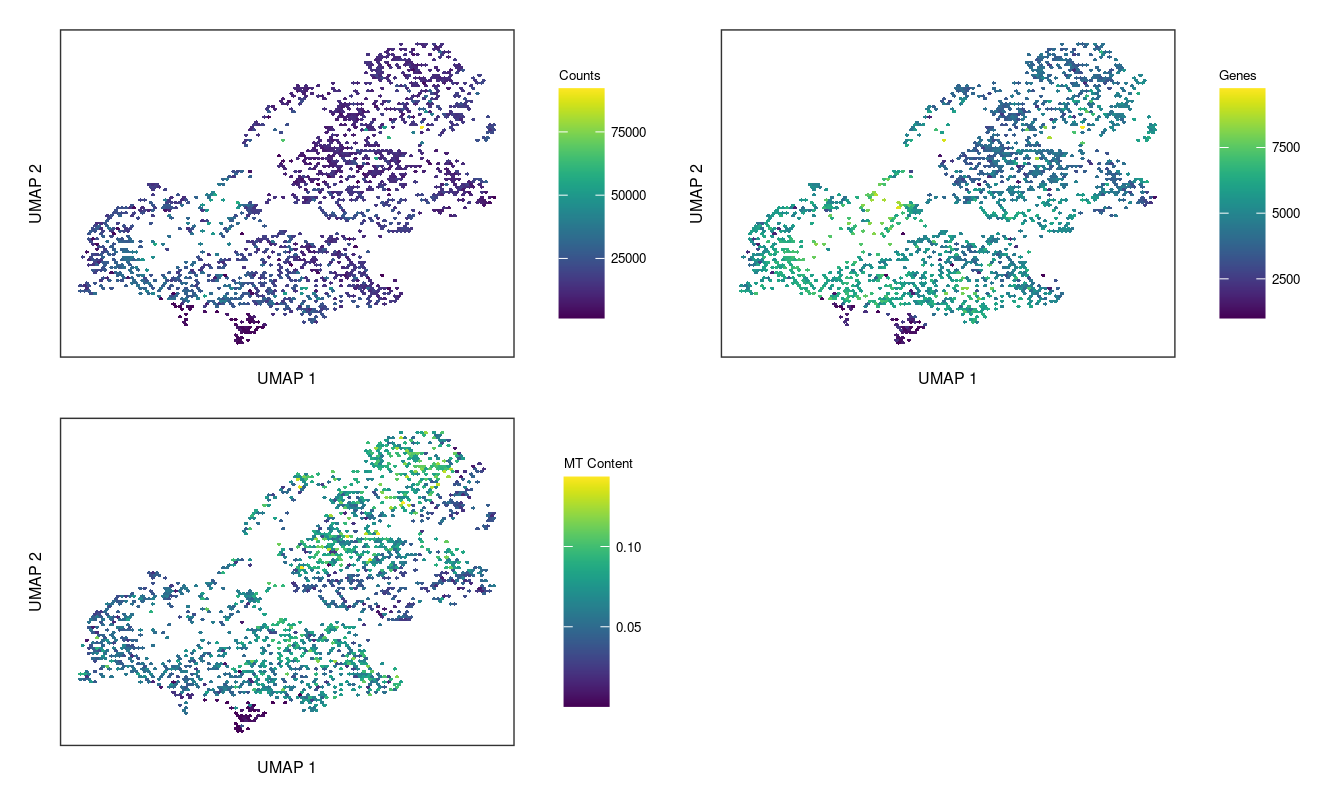 Counts
75000
50000
25000
UMAP 2
UMAP 1
Genes
7500
5000
2500
UMAP 2
UMAP 1
MT Content
0.10
0.05
UMAP 2
UMAP 1